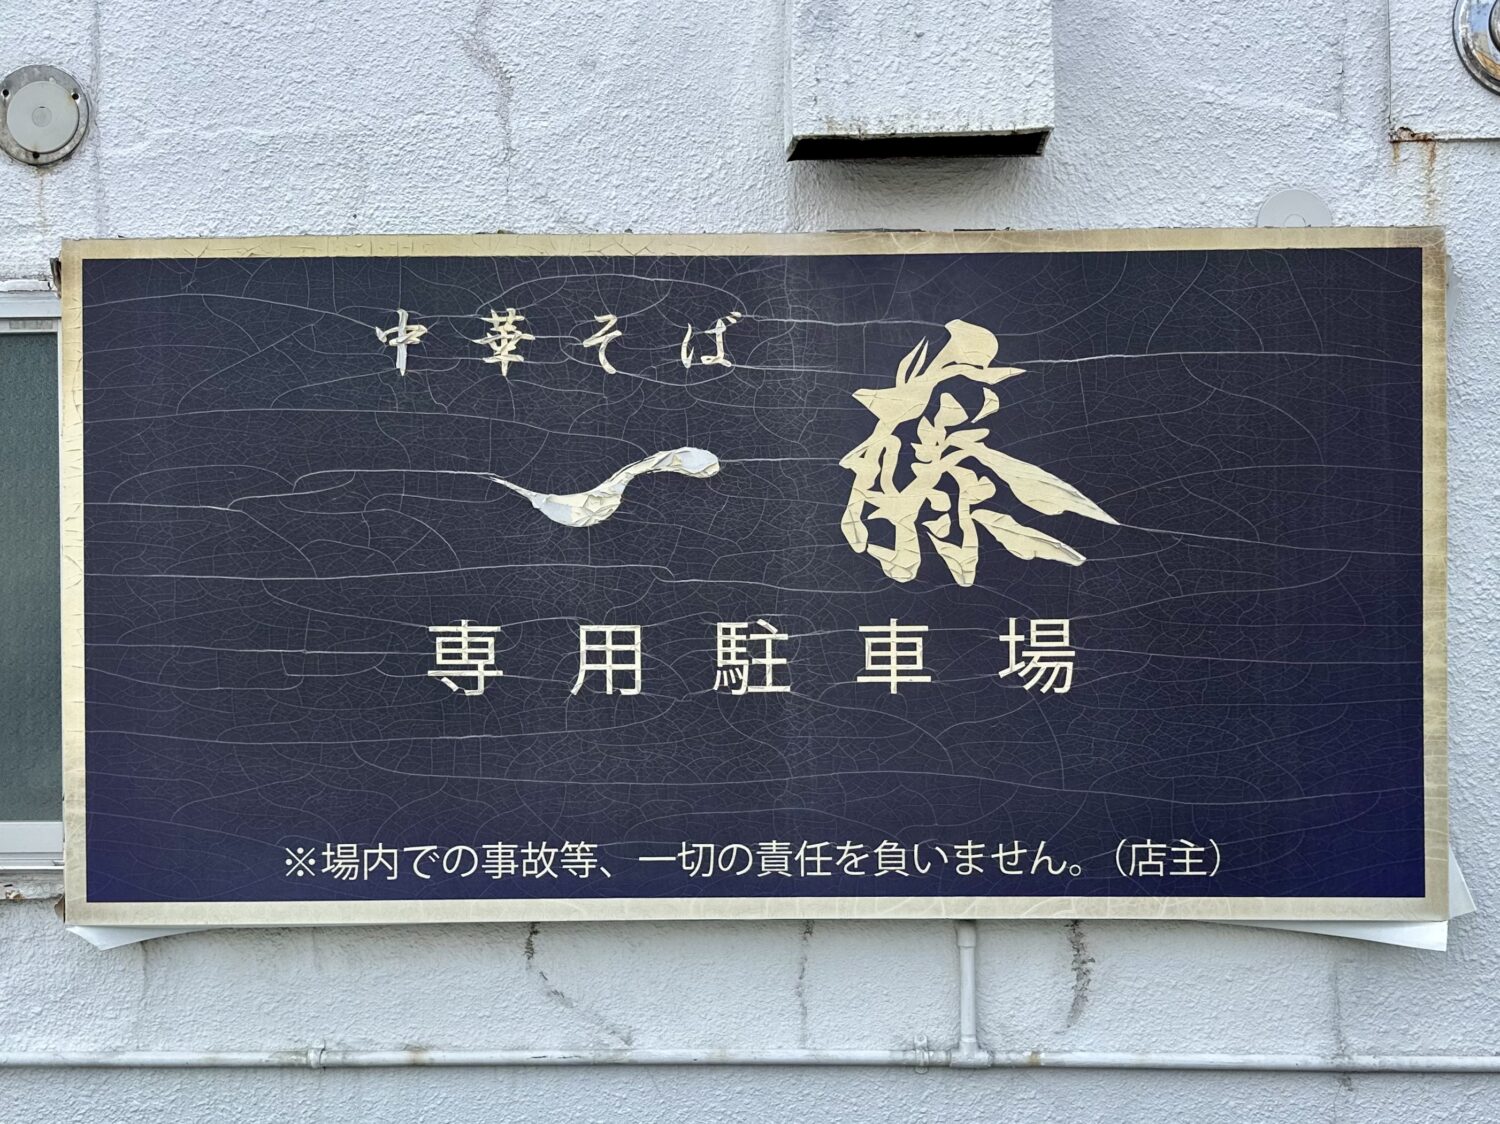 中華そば
一藤
専用駐車場
※場内での事故等、一切の責任を負いません。（店主）